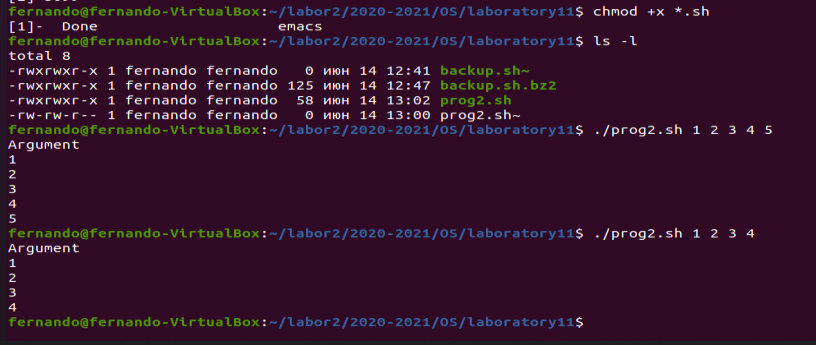 fernando@fernando-VirtualBox:~/labor2/2020-2021/OS/laboratory11$ chmod +x *.sh
[1]-  Done                    emacs
fernando@fernando-VirtualBox:~/labor2/2020-2021/OS/laboratory11$ ls -l
total 8
-rwxrwxr-x 1 fernando fernando   0 июн 14 12:41 backup.sh~
-rwxrwxr-x 1 fernando fernando 125 июн 14 12:47 backup.sh.bz2
-rwxrwxr-x 1 fernando fernando  58 июн 14 13:02 prog2.sh
-rw-rw-r-- 1 fernando fernando   0 июн 14 13:00 prog2.sh~
fernando@fernando-VirtualBox:~/labor2/2020-2021/OS/laboratory11$ ./prog2.sh 1 2 3 4 5
Argument
1
2
3
4
5
fernando@fernando-VirtualBox:~/labor2/2020-2021/OS/laboratory11$ ./prog2.sh 1 2 3 4
Argument
1
2
3
4
fernando@fernando-VirtualBox:~/labor2/2020-2021/OS/laboratory11$